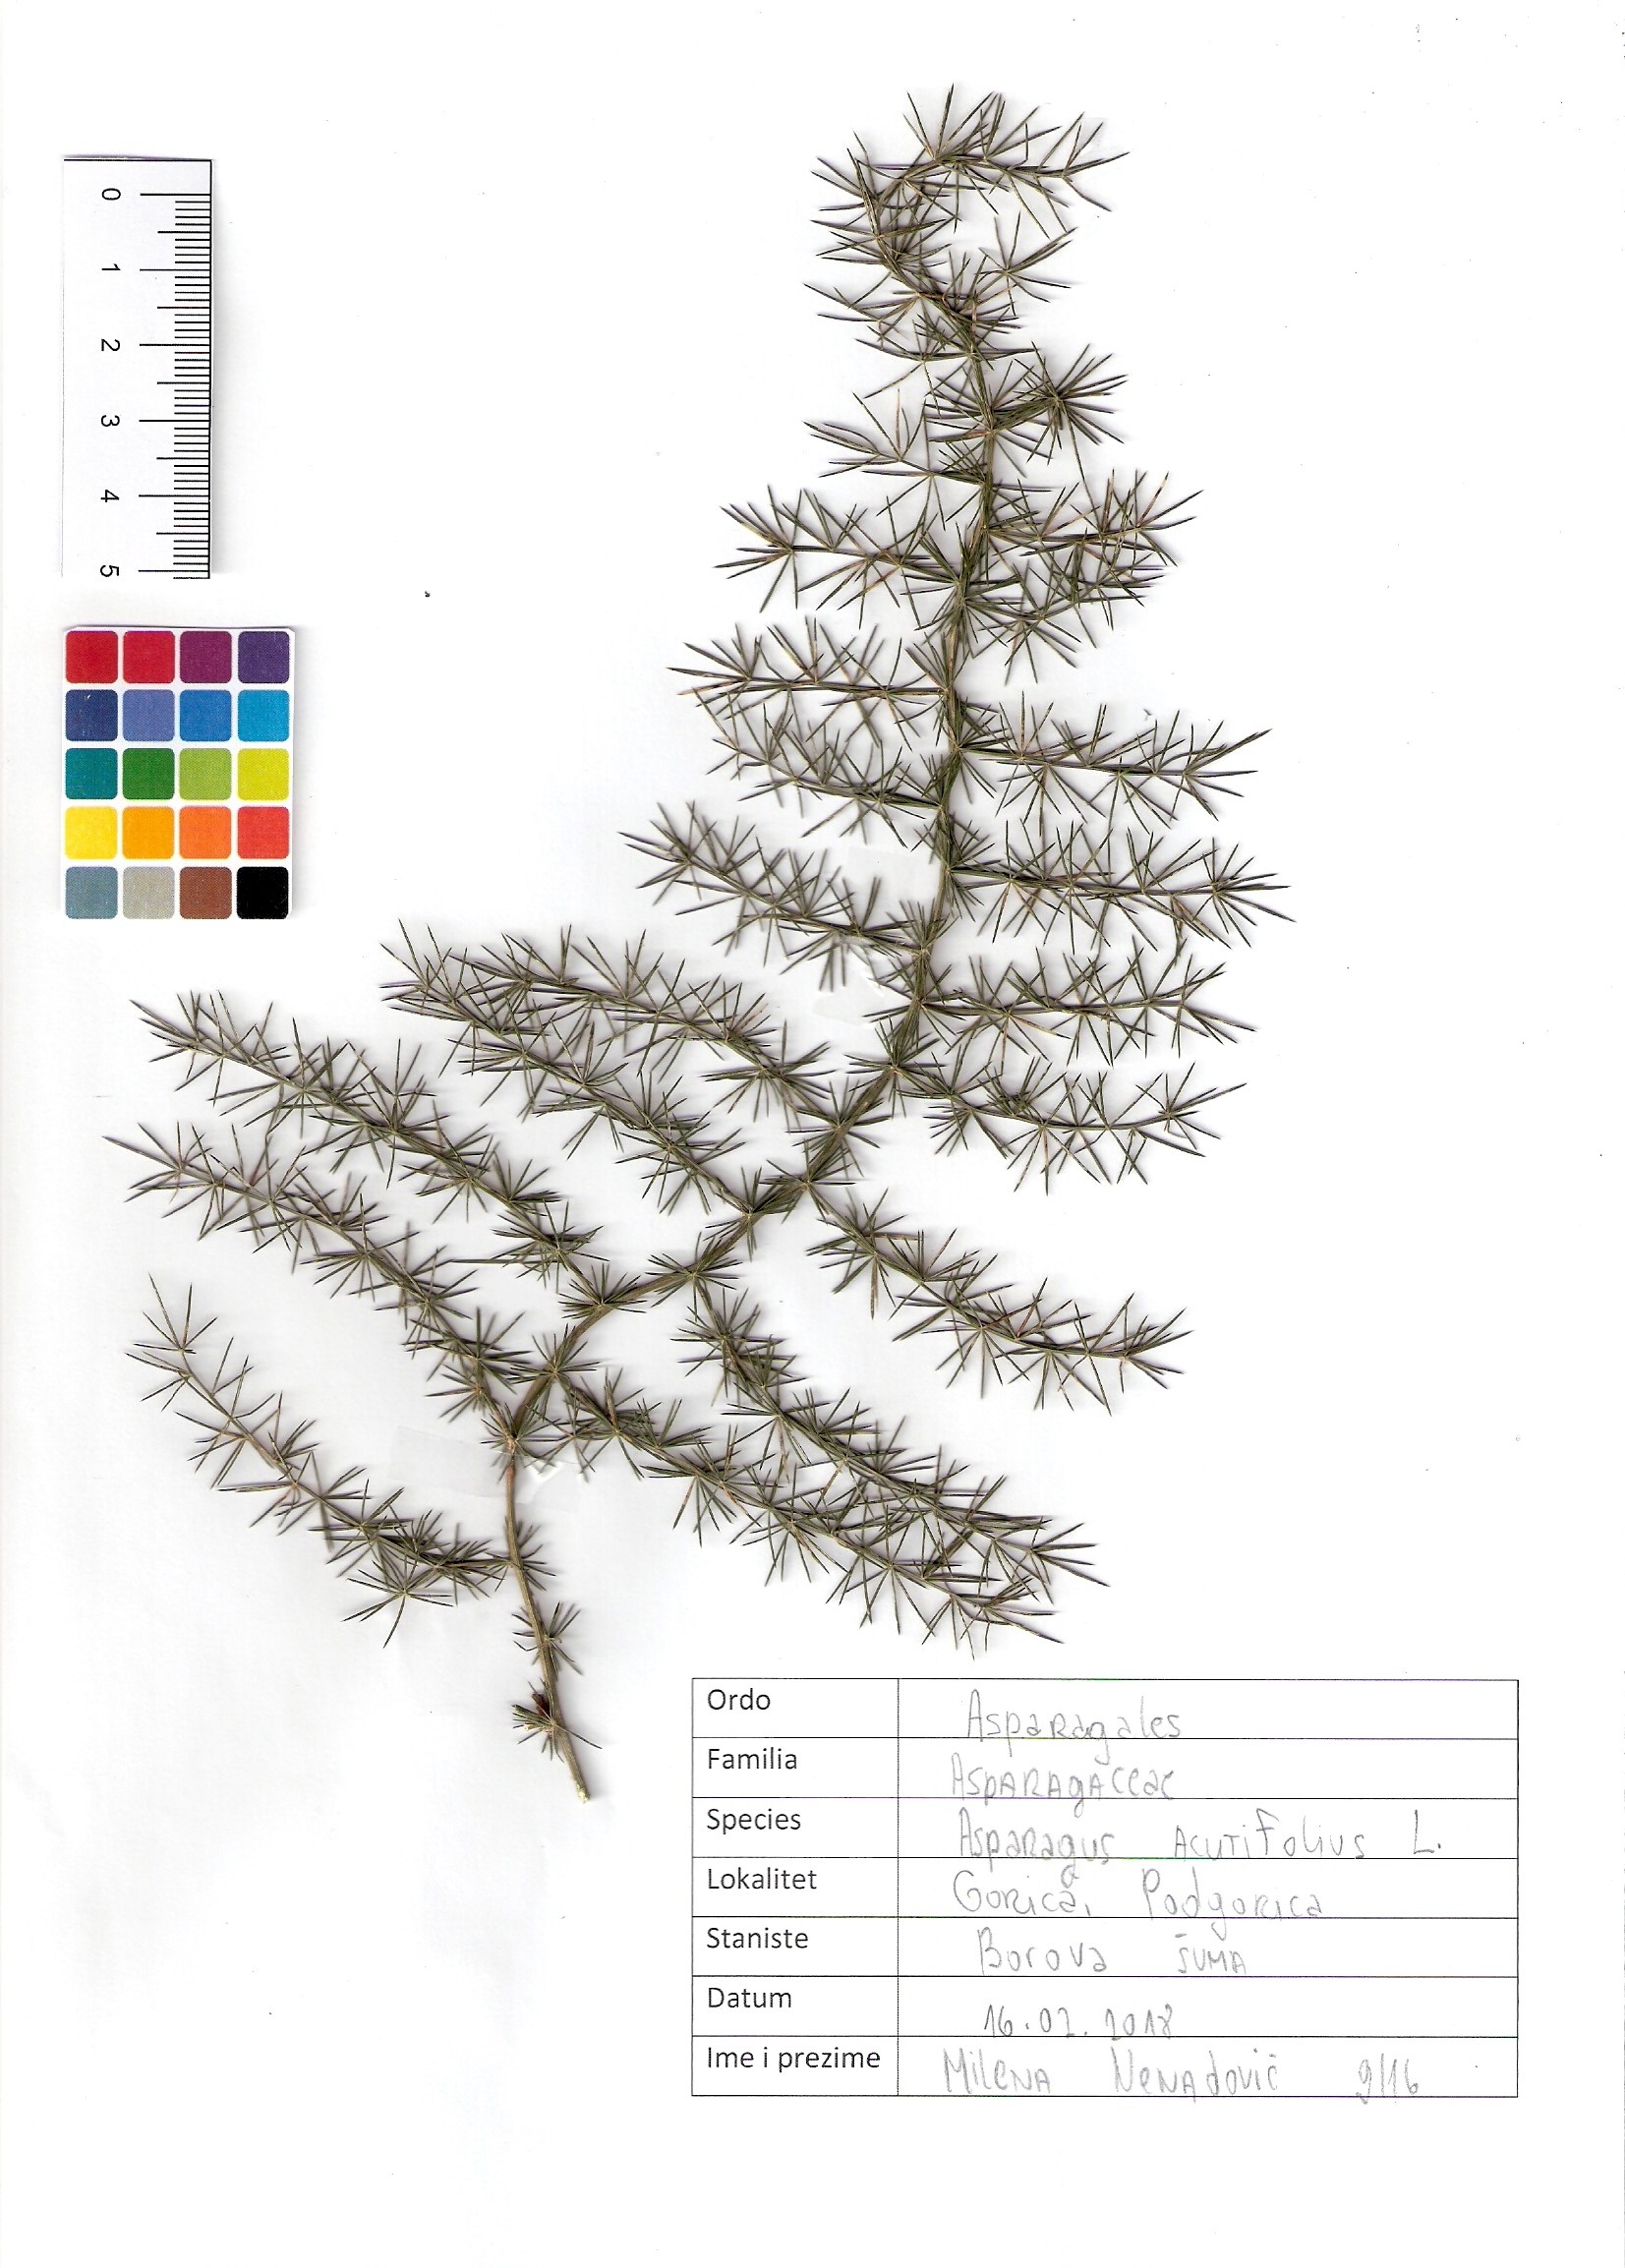 0
1
2
3
4
5
Ordo Asparagales
Familia Asparagaceae
Species Asparagus acutifolius L.
Lokalitet Gorica, Podgorica
Staniste Borova šuma
Datum 16.02.2018
Ime i prezime Milena Nenadović 9/16